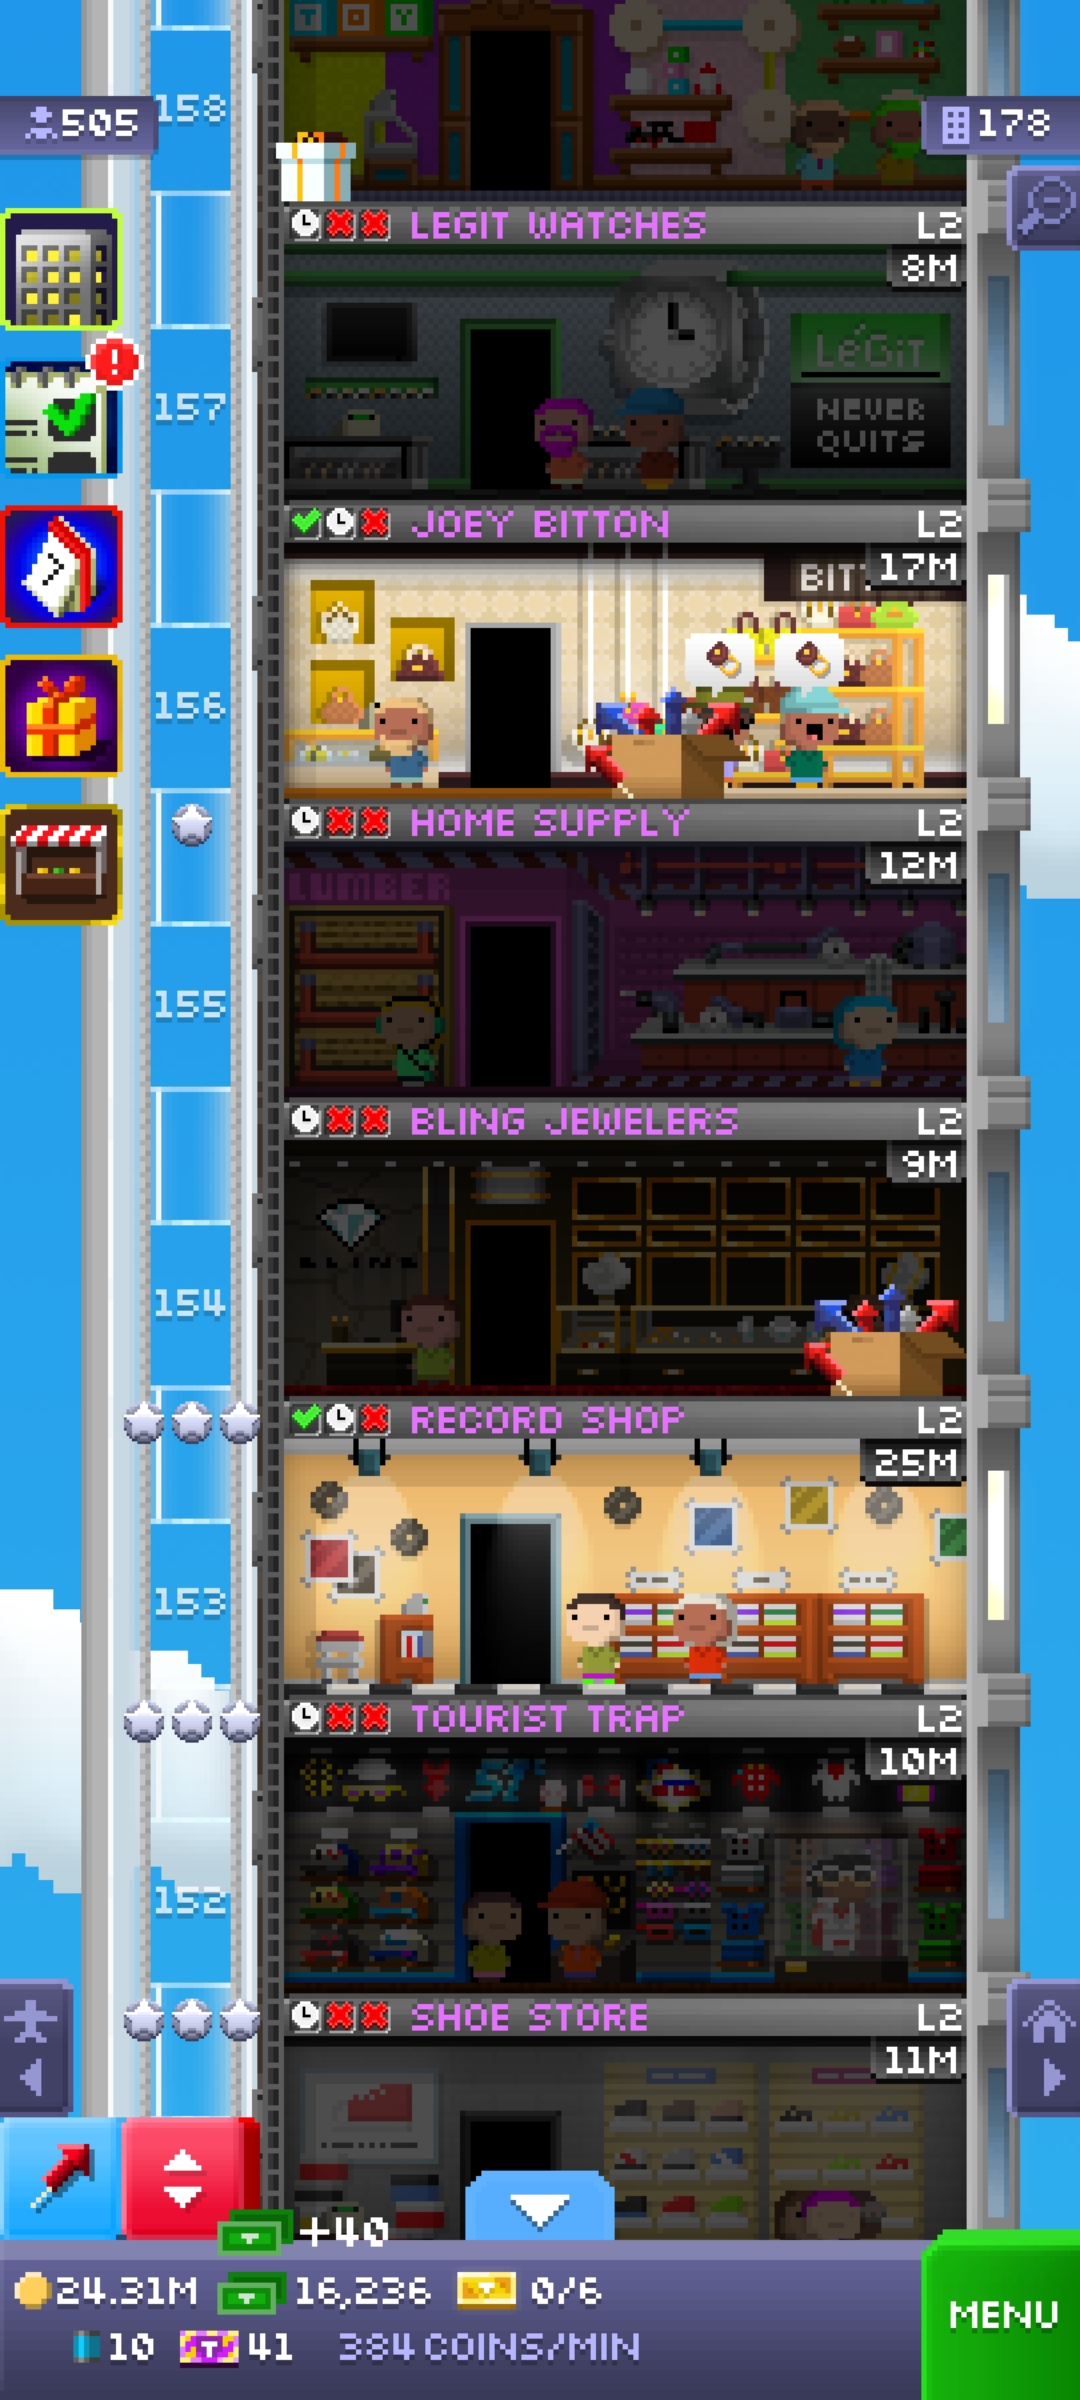 T O Y
158
505
178
LEGIT WATCHES
L2
8M
LéGiT
NEVER
QUITS
157
JOEY BITTON
L2
17M
BIT
156
HOME SUPPLY
L2
12M
LUMBER
155
BLING JEWELERS
L2
9M
BLING
154
RECORD SHOP
L2
25M
153
TOURIST TRAP
L2
10M
152
SHOE STORE
L2
11M
+40
24.31M
16,236
0/6
MENU
10
41
384 COINS/MIN